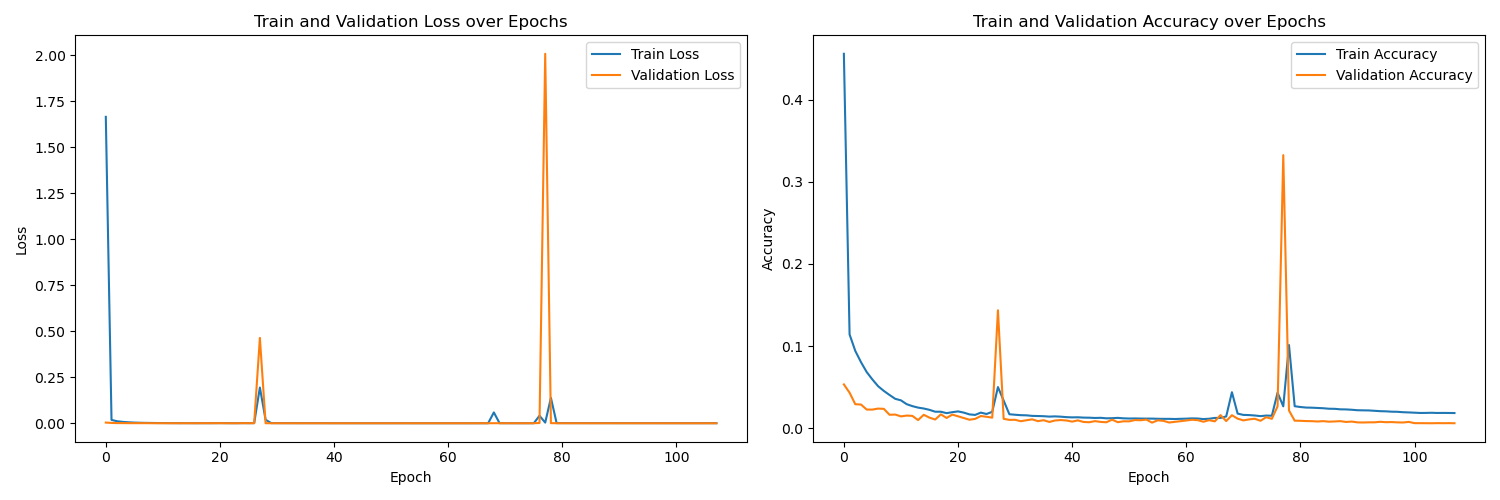 Train and Validation Loss over Epochs
Train Loss
Validation Loss
2.00
1.75
1.50
1.25
1.00
0.75
0.50
0.25
0.00
Loss
0 20 40 60 80 100
Epoch
Train and Validation Accuracy over Epochs
Train Accuracy
Validation Accuracy
0.4
0.3
0.2
0.1
0.0
Accuracy
0 20 40 60 80 100
Epoch